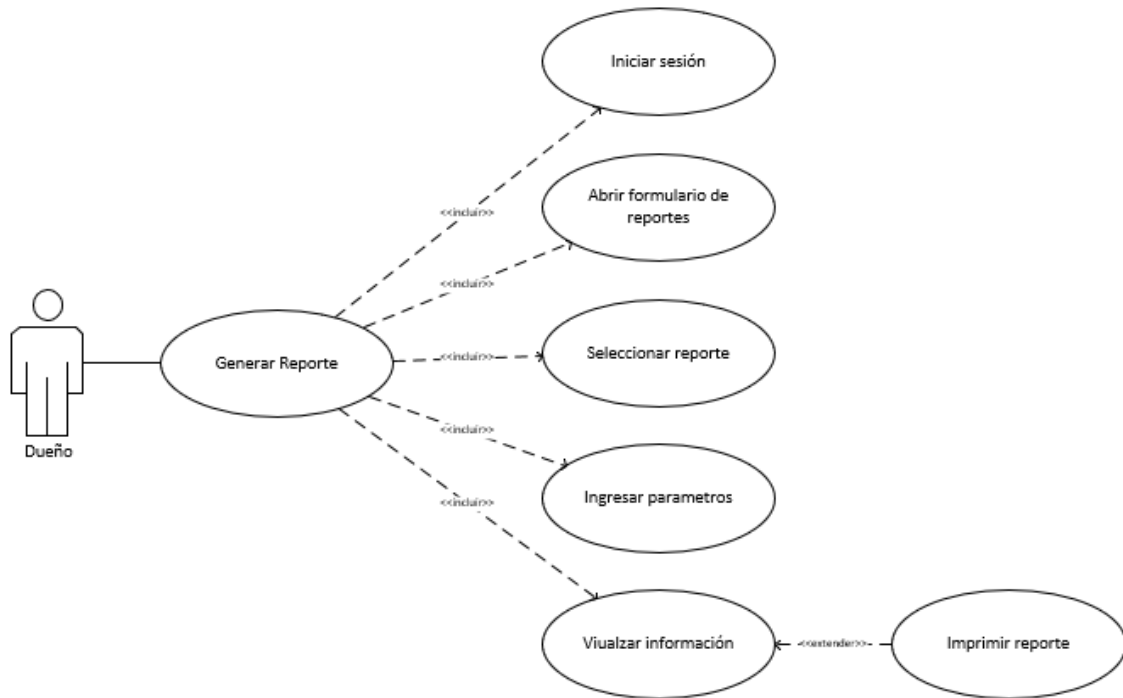 Iniciar sesión
<<incluir>>
Abrir formulario de
reportes
<<incluir>>
Dueño
Generar Reporte
<<incluir>>
Seleccionar reporte
<<incluir>>
Ingresar parametros
<<incluir>>
Viualzar información
<<extender>>
Imprimir reporte